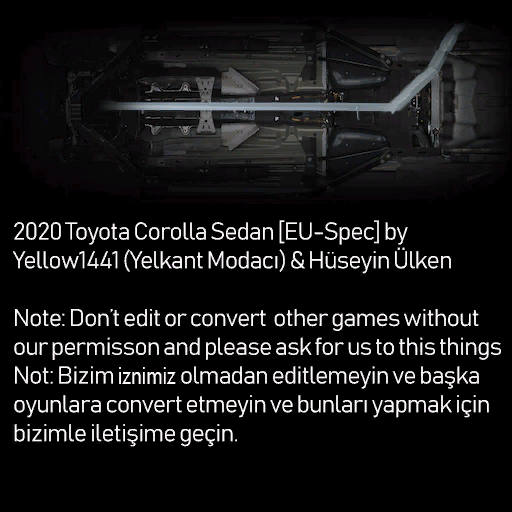 2020 Toyota Corolla Sedan [EU-Spec] by
Yellow1441 (Yelkant Modacı) & Hüseyin Ülken
Note: Don't edit or convert other games without
our permisson and please ask for us to this things
Not: Bizim iznimiz olmadan editlemeyin ve başka
oyunlara convert etmeyin ve bunları yapmak için
bizimle iletişime geçin.